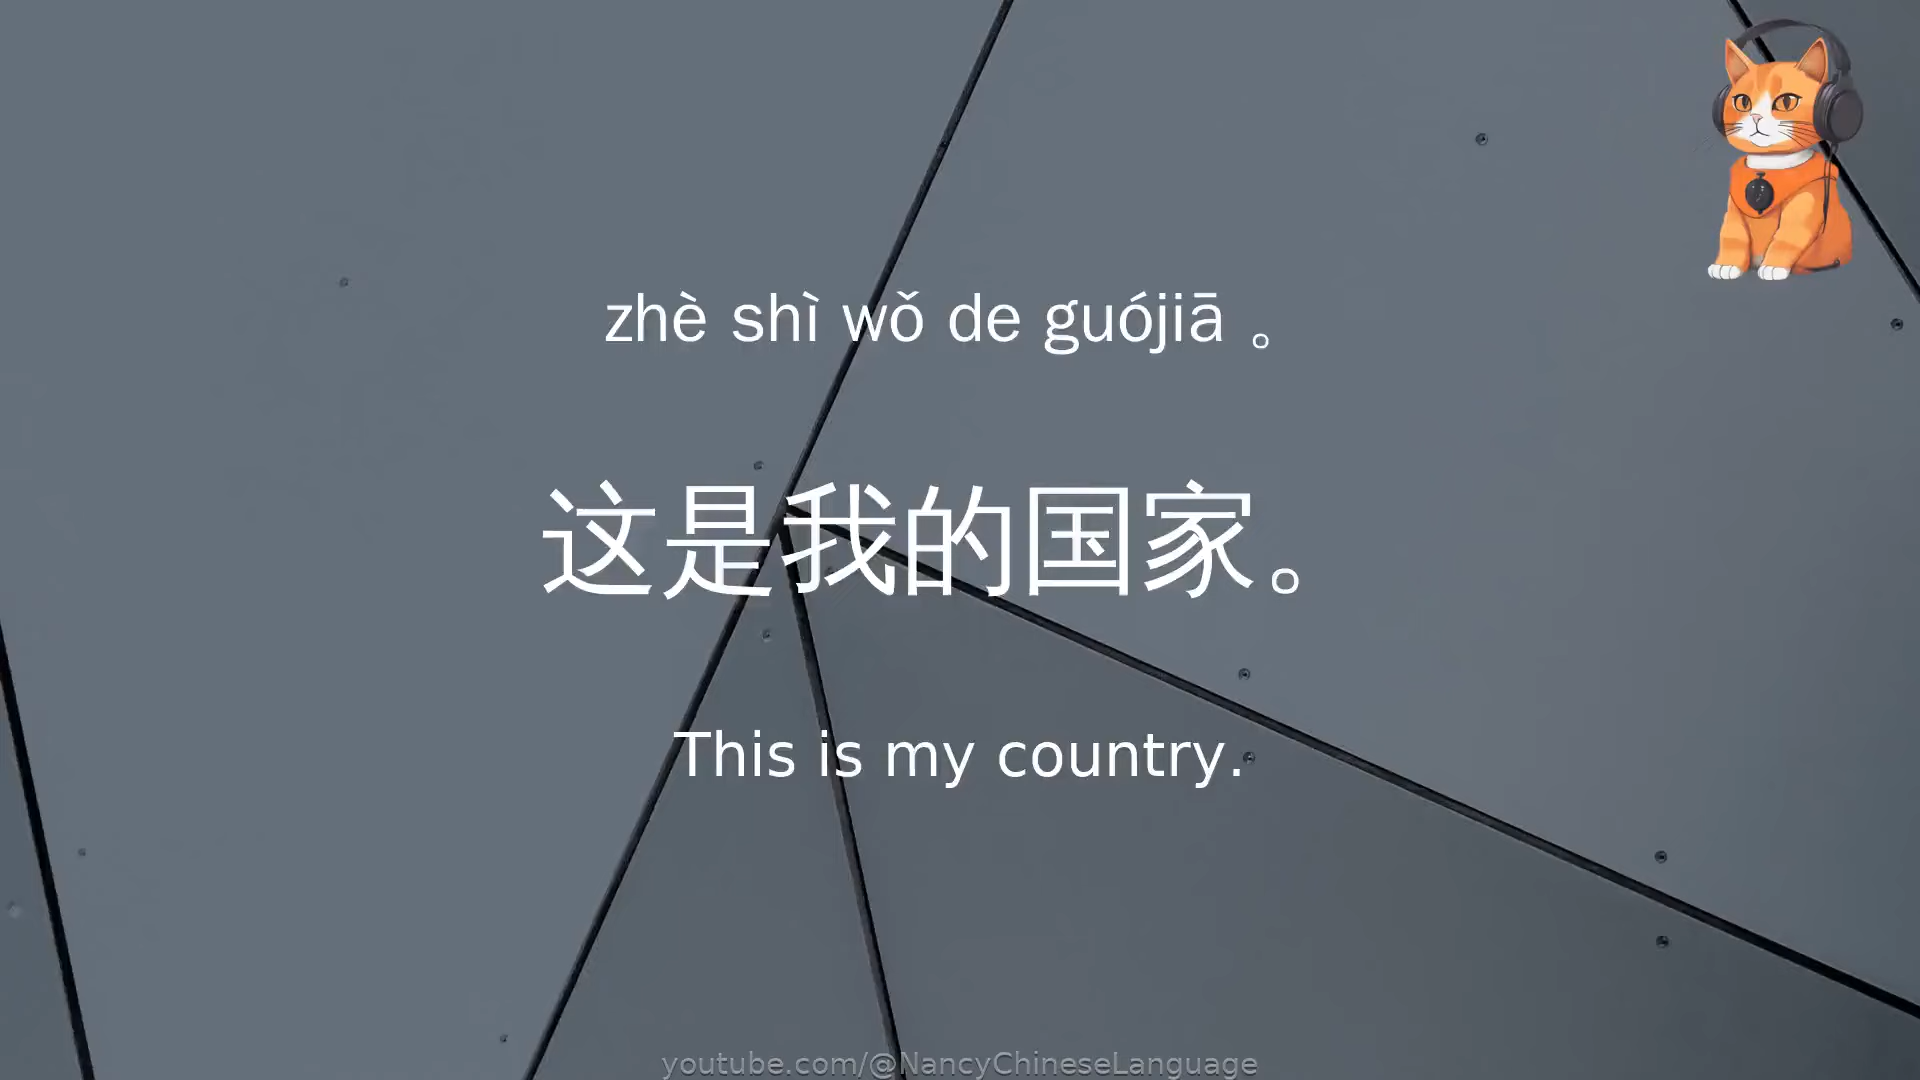 zhè shì wǒ de guójiā 。
这是我的国家。
This is my country.
youtube.com/@NancyChineseLanguage